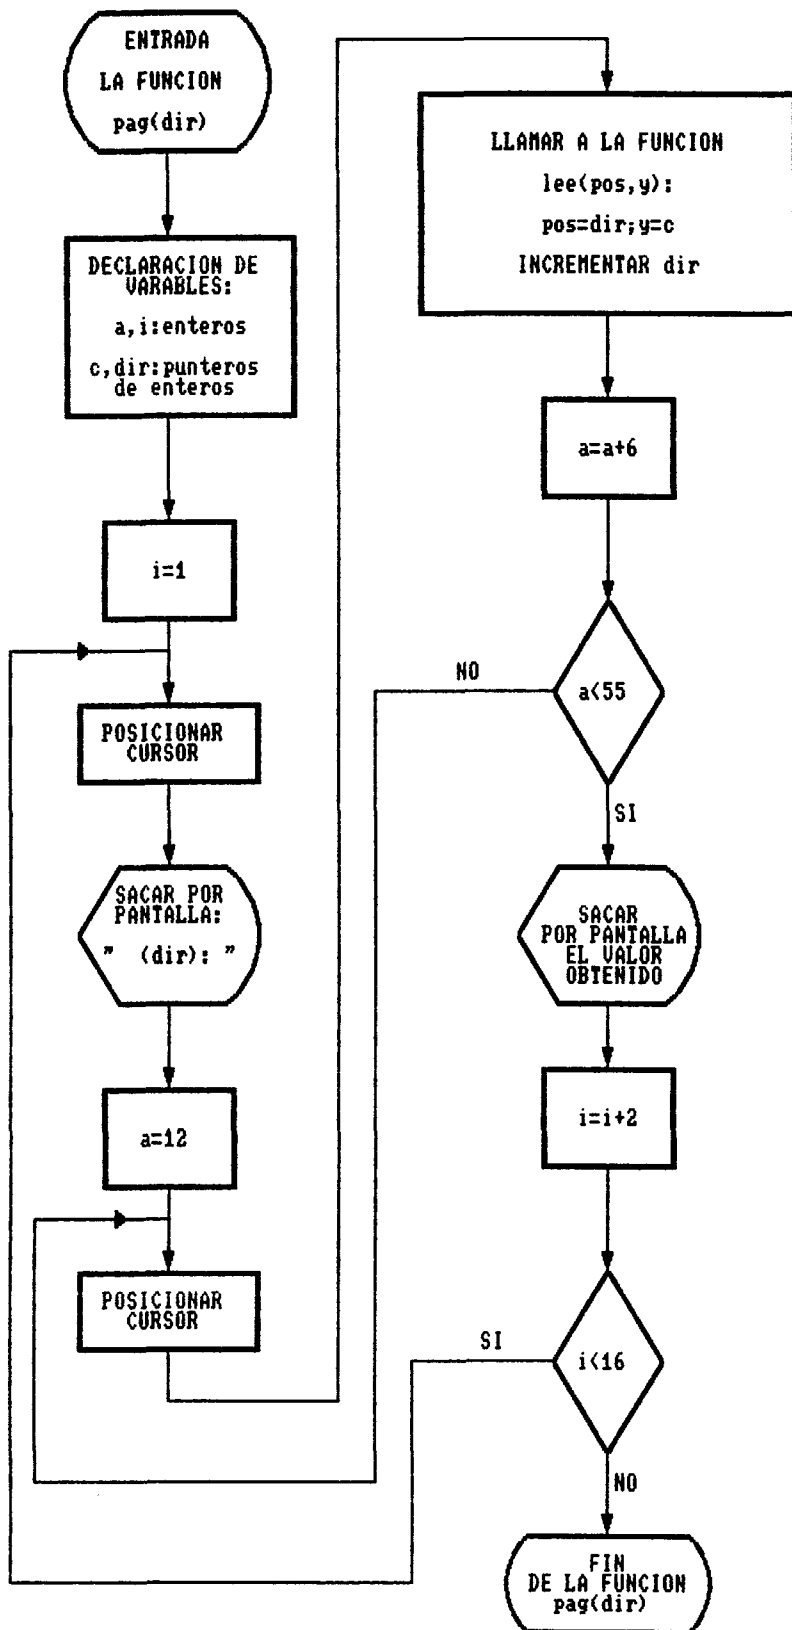 ENTRADA
LA FUNCION
pag(dir)
DECLARACION DE
VARIABLES:
a,i:enteros
c,dir:punteros
de enteros
i=1
POSICIONAR
CURSOR
SACAR POR
PANTALLA:
" (dir): "
a=12
POSICIONAR
CURSOR
LLAMAR A LA FUNCION
lee(pos,y):
pos=dir;y=c
INCREMENTAR dir
a=a+6
a<55
NO
SI
SACAR
POR PANTALLA
EL VALOR
OBTENIDO
i=i+2
i<16
SI
NO
FIN
DE LA FUNCION
pag(dir)